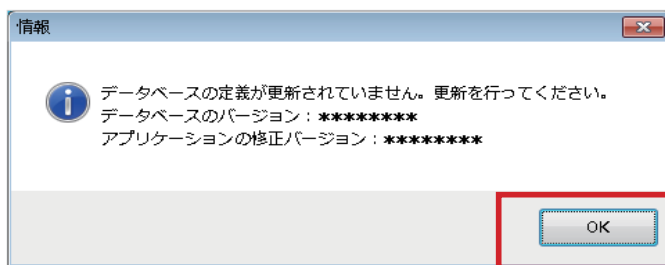 情報
データベースの定義が更新されていません。更新を行ってください。
データベースのバージョン：********
アプリケーションの修正バージョン：********
OK